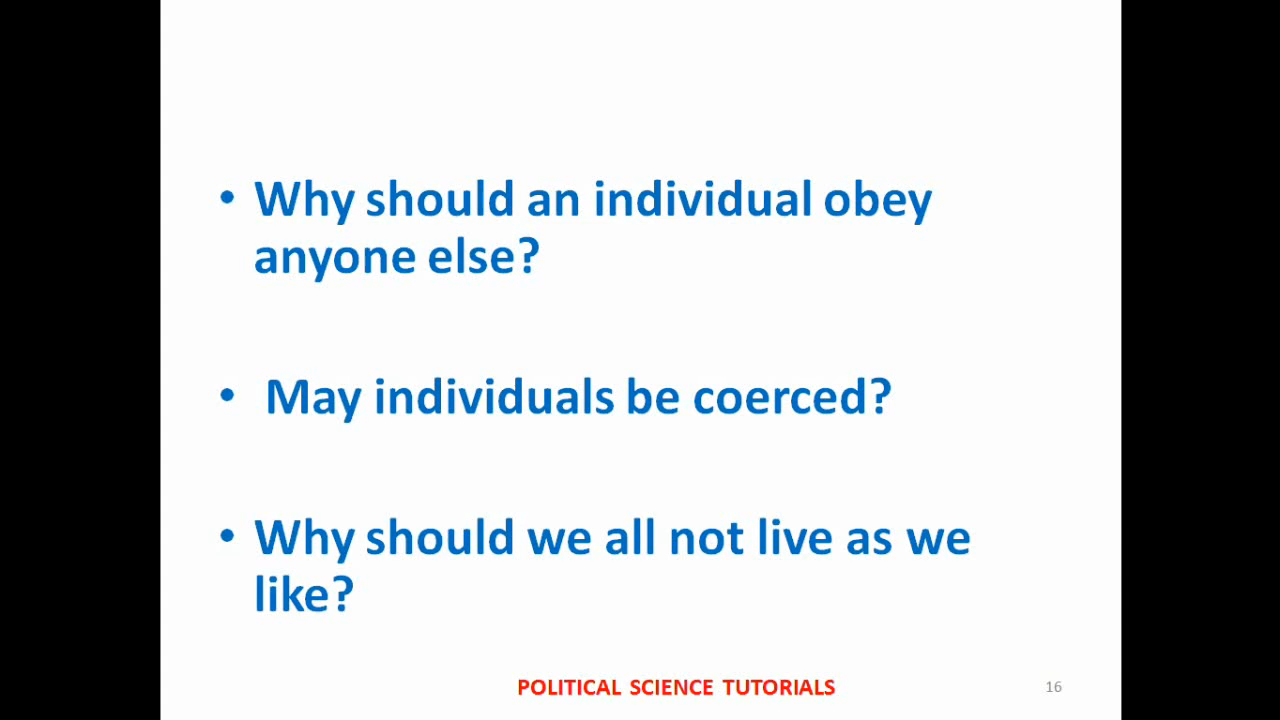 • Why should an individual obey
anyone else?
• May individuals be coerced?
• Why should we all not live as we
like?
POLITICAL SCIENCE TUTORIALS
16